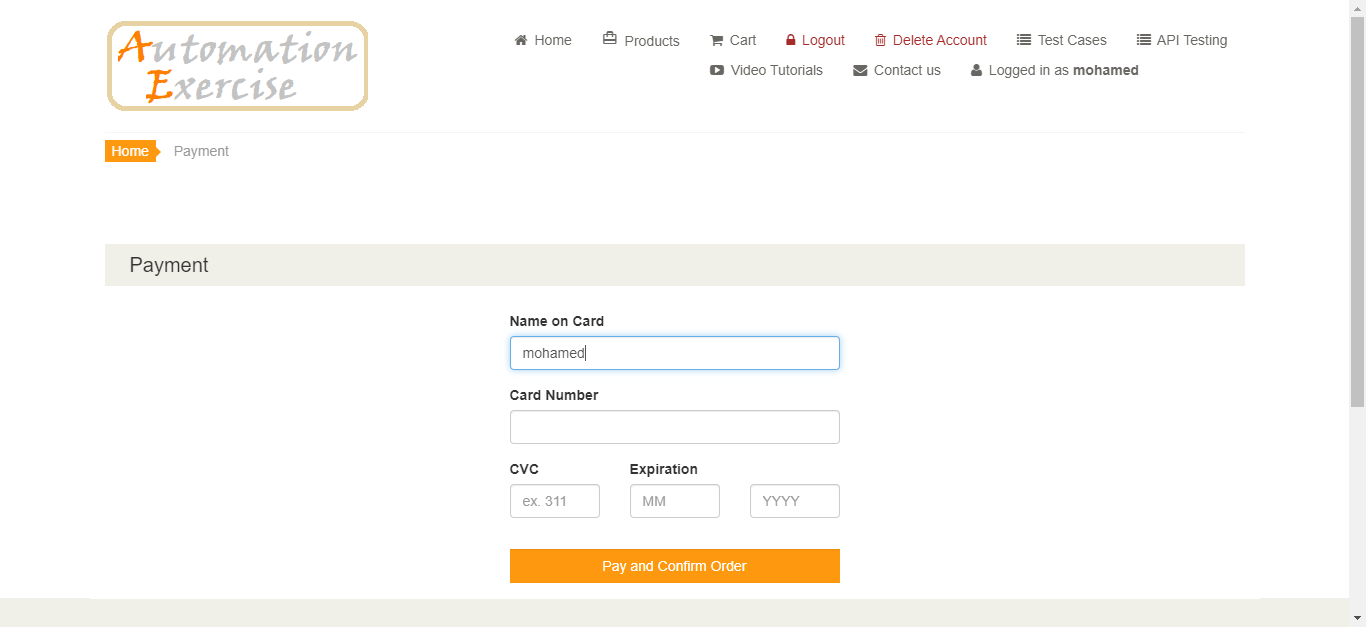 Automation
Exercise
Home Products Cart Logout Delete Account Test Cases API Testing
Video Tutorials Contact us Logged in as mohamed
Home Payment
Payment
Name on Card
mohamed
Card Number
CVC Expiration
ex. 311 MM YYYY
Pay and Confirm Order